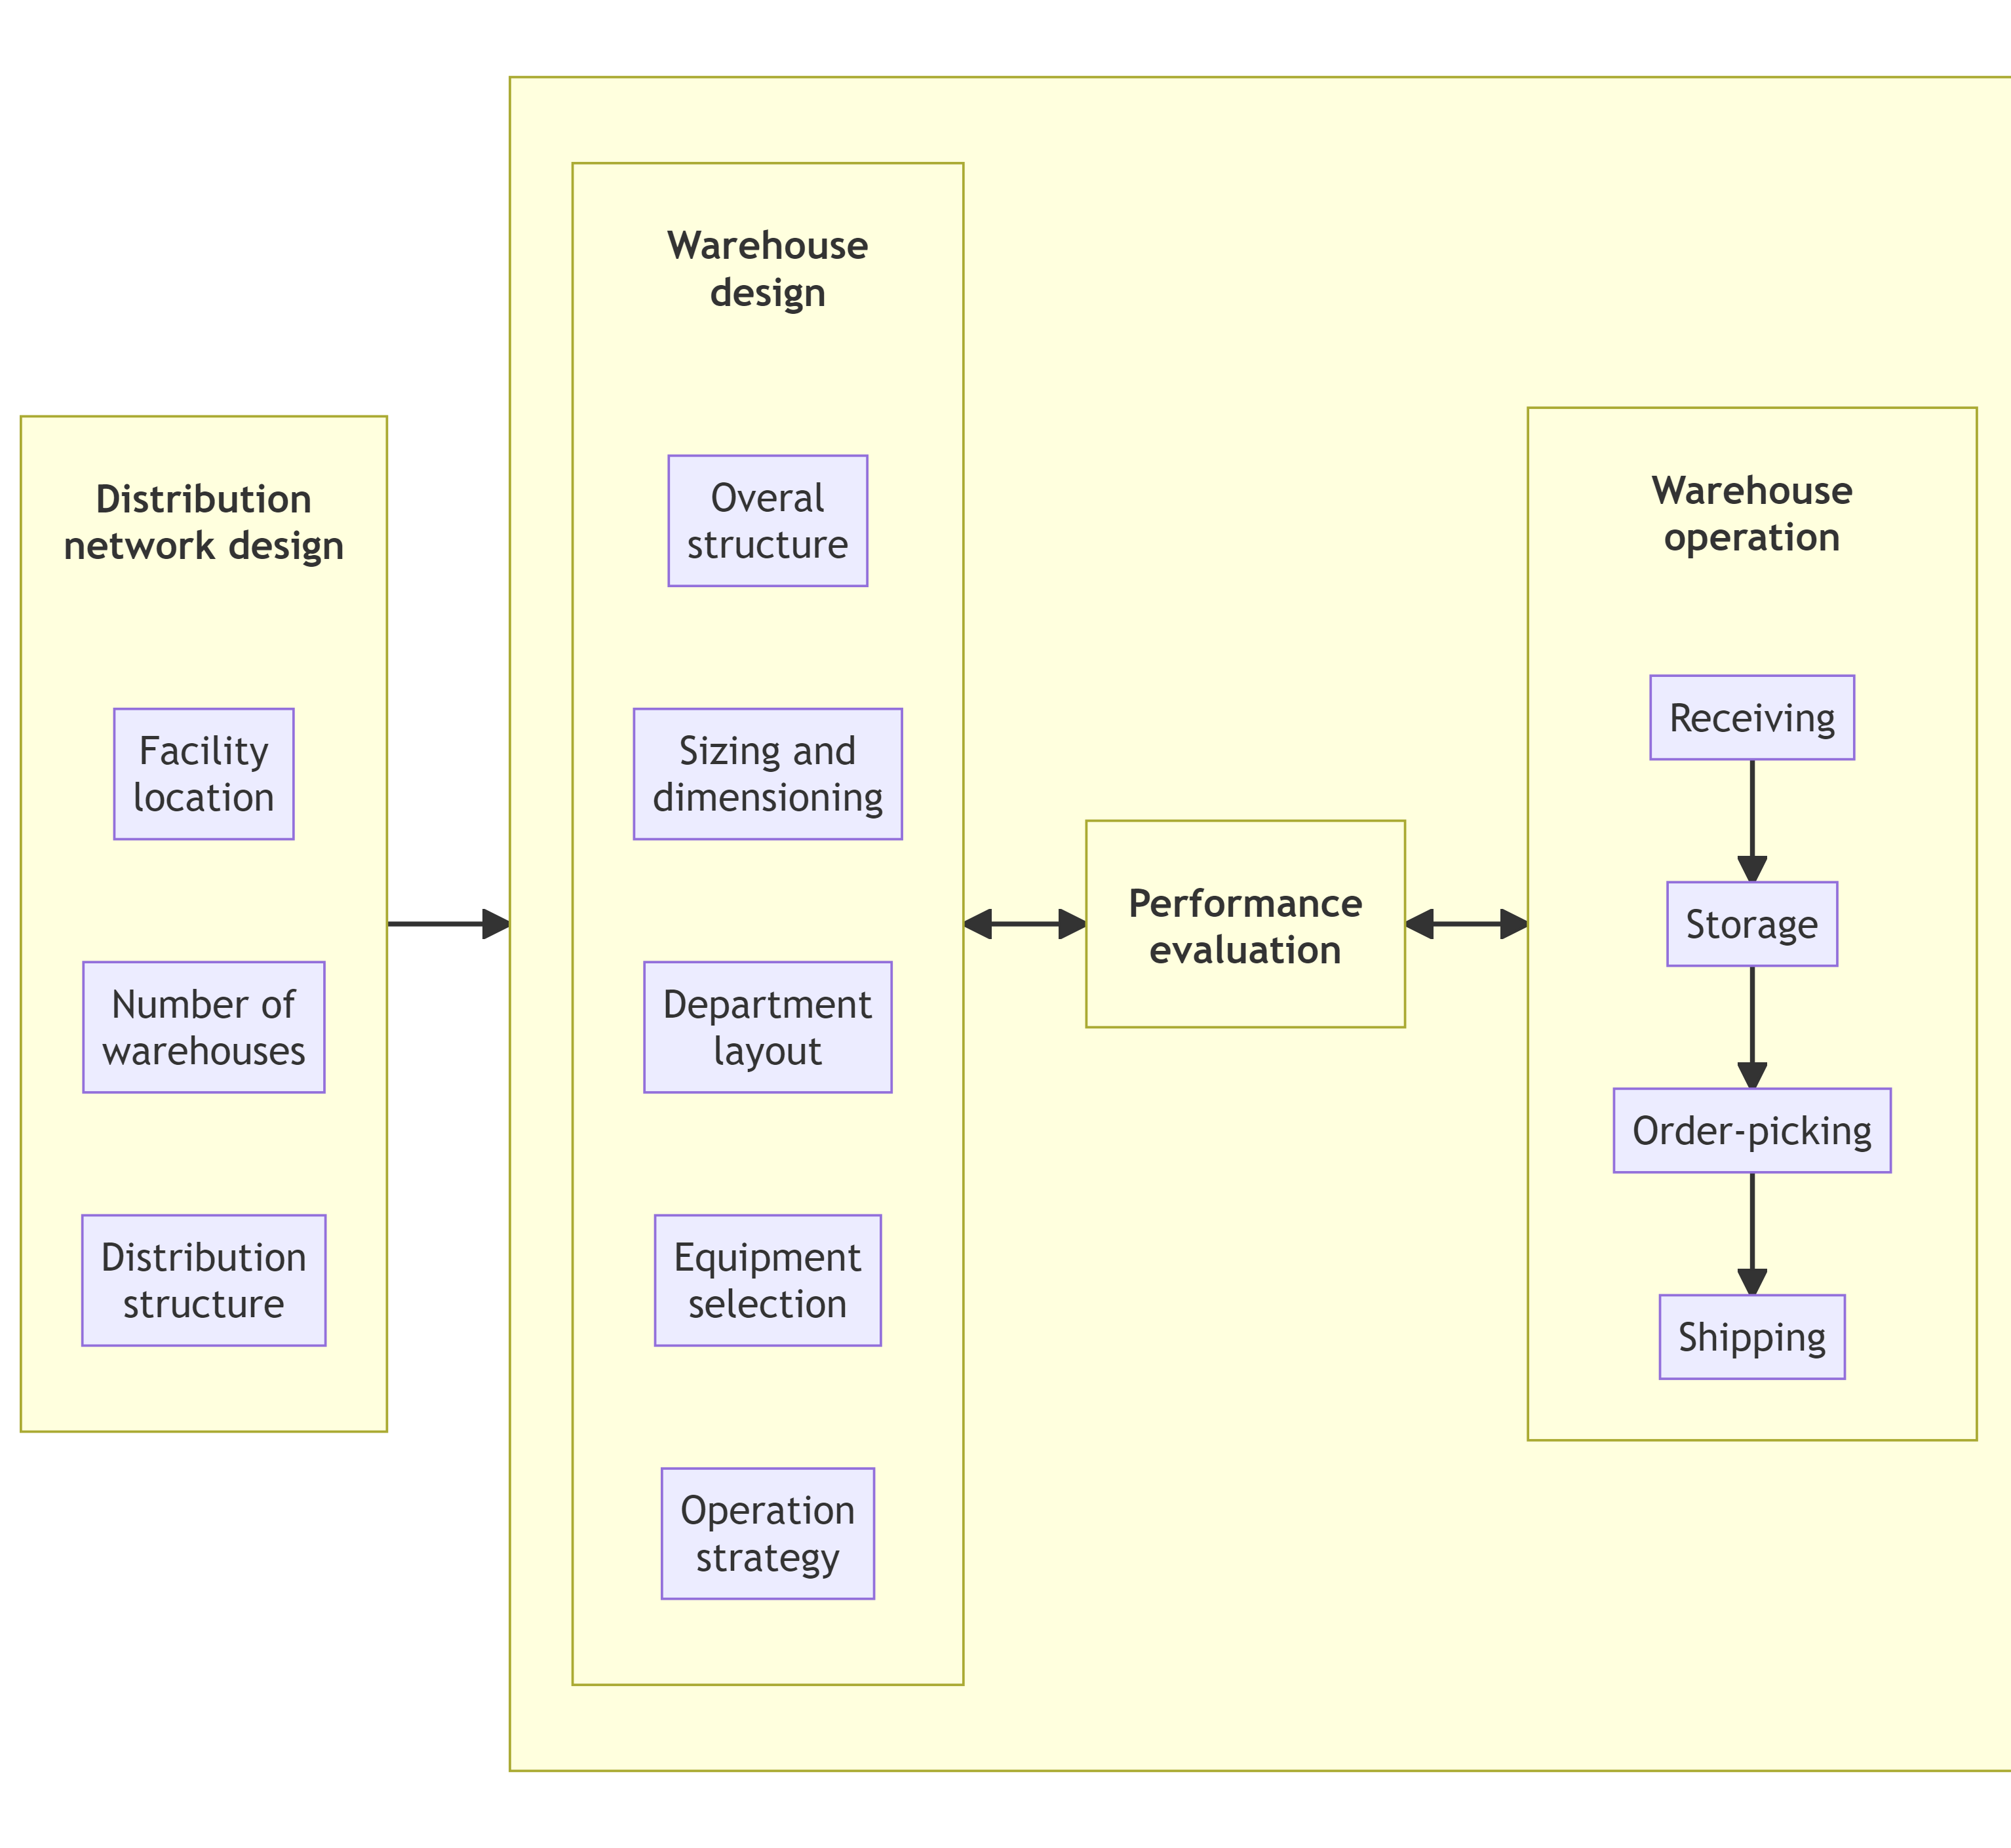 Distribution
network design
Facility
location
Number of
warehouses
Distribution
structure
Warehouse
design
Overal
structure
Sizing and
dimensioning
Department
layout
Equipment
selection
Operation
strategy
Performance
evaluation
Warehouse
operation
Receiving
Storage
Order-picking
Shipping